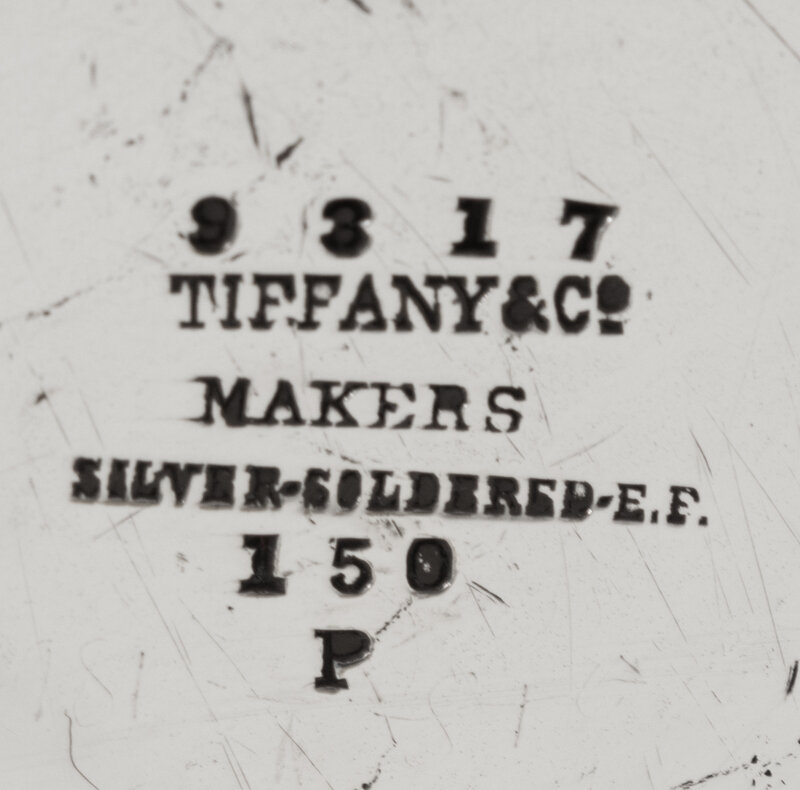 9317
TIFFANY & Cº
MAKERS
SILVER-SOLDERED-E.P.
150
P